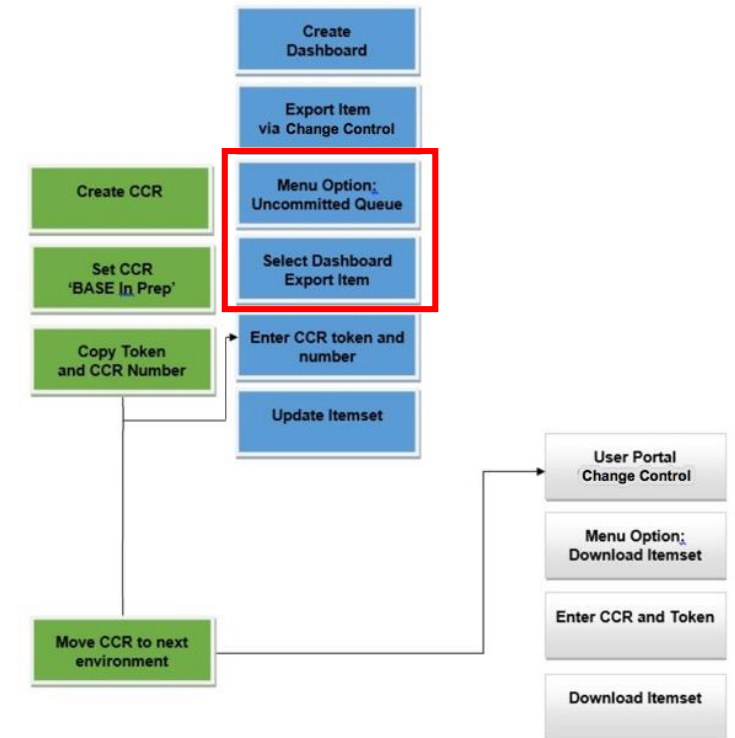 Create
Dashboard
Export Item
via Change Control
Menu Option;
Uncommitted Queue
Select Dashboard
Export Item
Enter CCR token and
number
Update Itemset
Create CCR
Set CCR
‘BASE In Prep’
Copy Token
and CCR Number
Move CCR to next
environment
User Portal
Change Control
Menu Option;
Download Itemset
Enter CCR and Token
Download Itemset